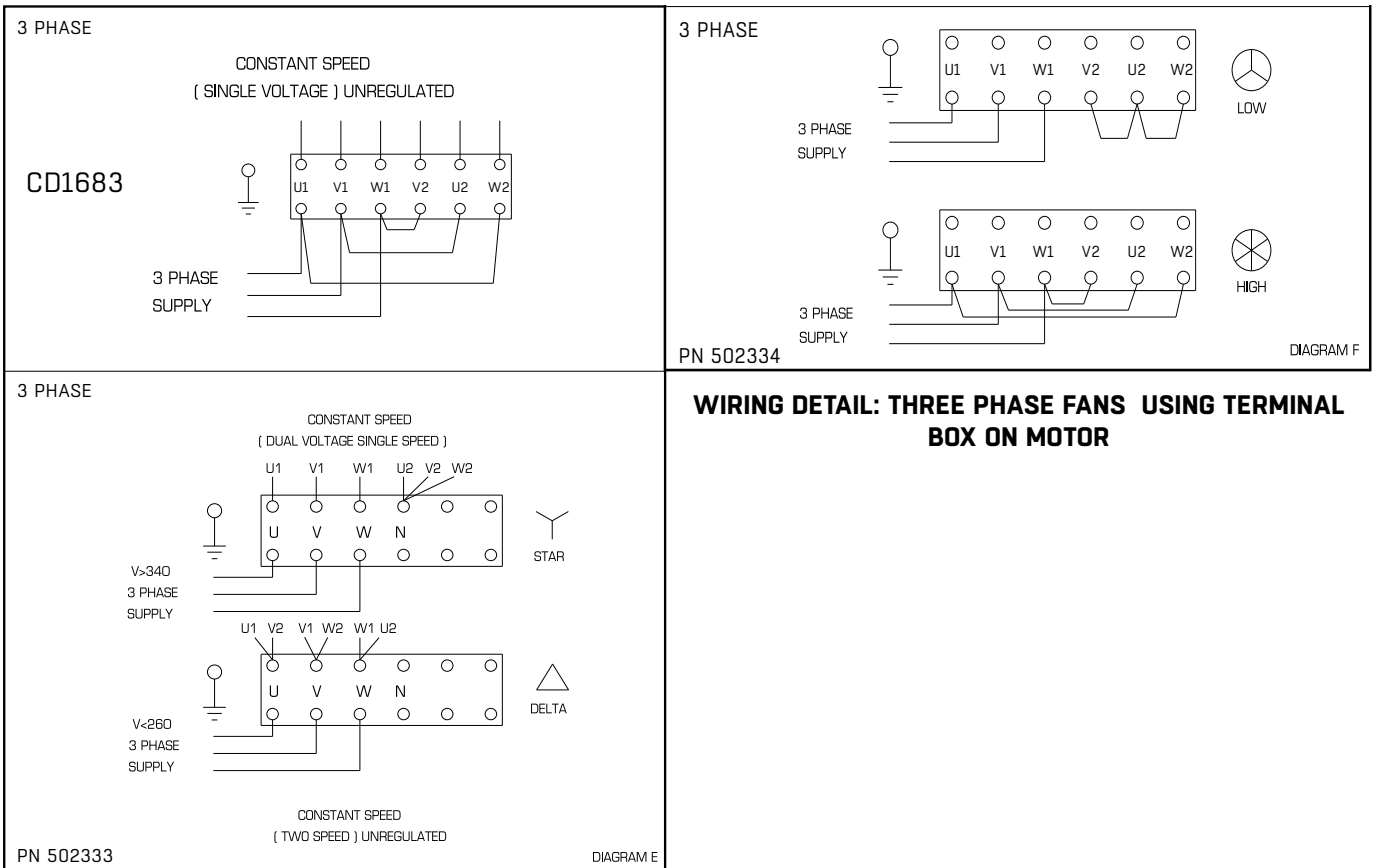 3 PHASE
CONSTANT SPEED
( SINGLE VOLTAGE ) UNREGULATED
CD1683
U1 V1 W1 V2 U2 W2
3 PHASE
SUPPLY
3 PHASE
U1 V1 W1 V2 U2 W2
LOW
3 PHASE
SUPPLY
U1 V1 W1 V2 U2 W2
HIGH
3 PHASE
SUPPLY
PN 502334
DIAGRAM F
3 PHASE
CONSTANT SPEED
( DUAL VOLTAGE SINGLE SPEED )
U1 V1 W1 U2 V2 W2
U V W N
STAR
V>340
3 PHASE
SUPPLY
U1 V2 V1 W2 W1 U2
U V W N
DELTA
V<260
3 PHASE
SUPPLY
CONSTANT SPEED
( TWO SPEED ) UNREGULATED
PN 502333
DIAGRAM E
WIRING DETAIL: THREE PHASE FANS USING TERMINAL
BOX ON MOTOR